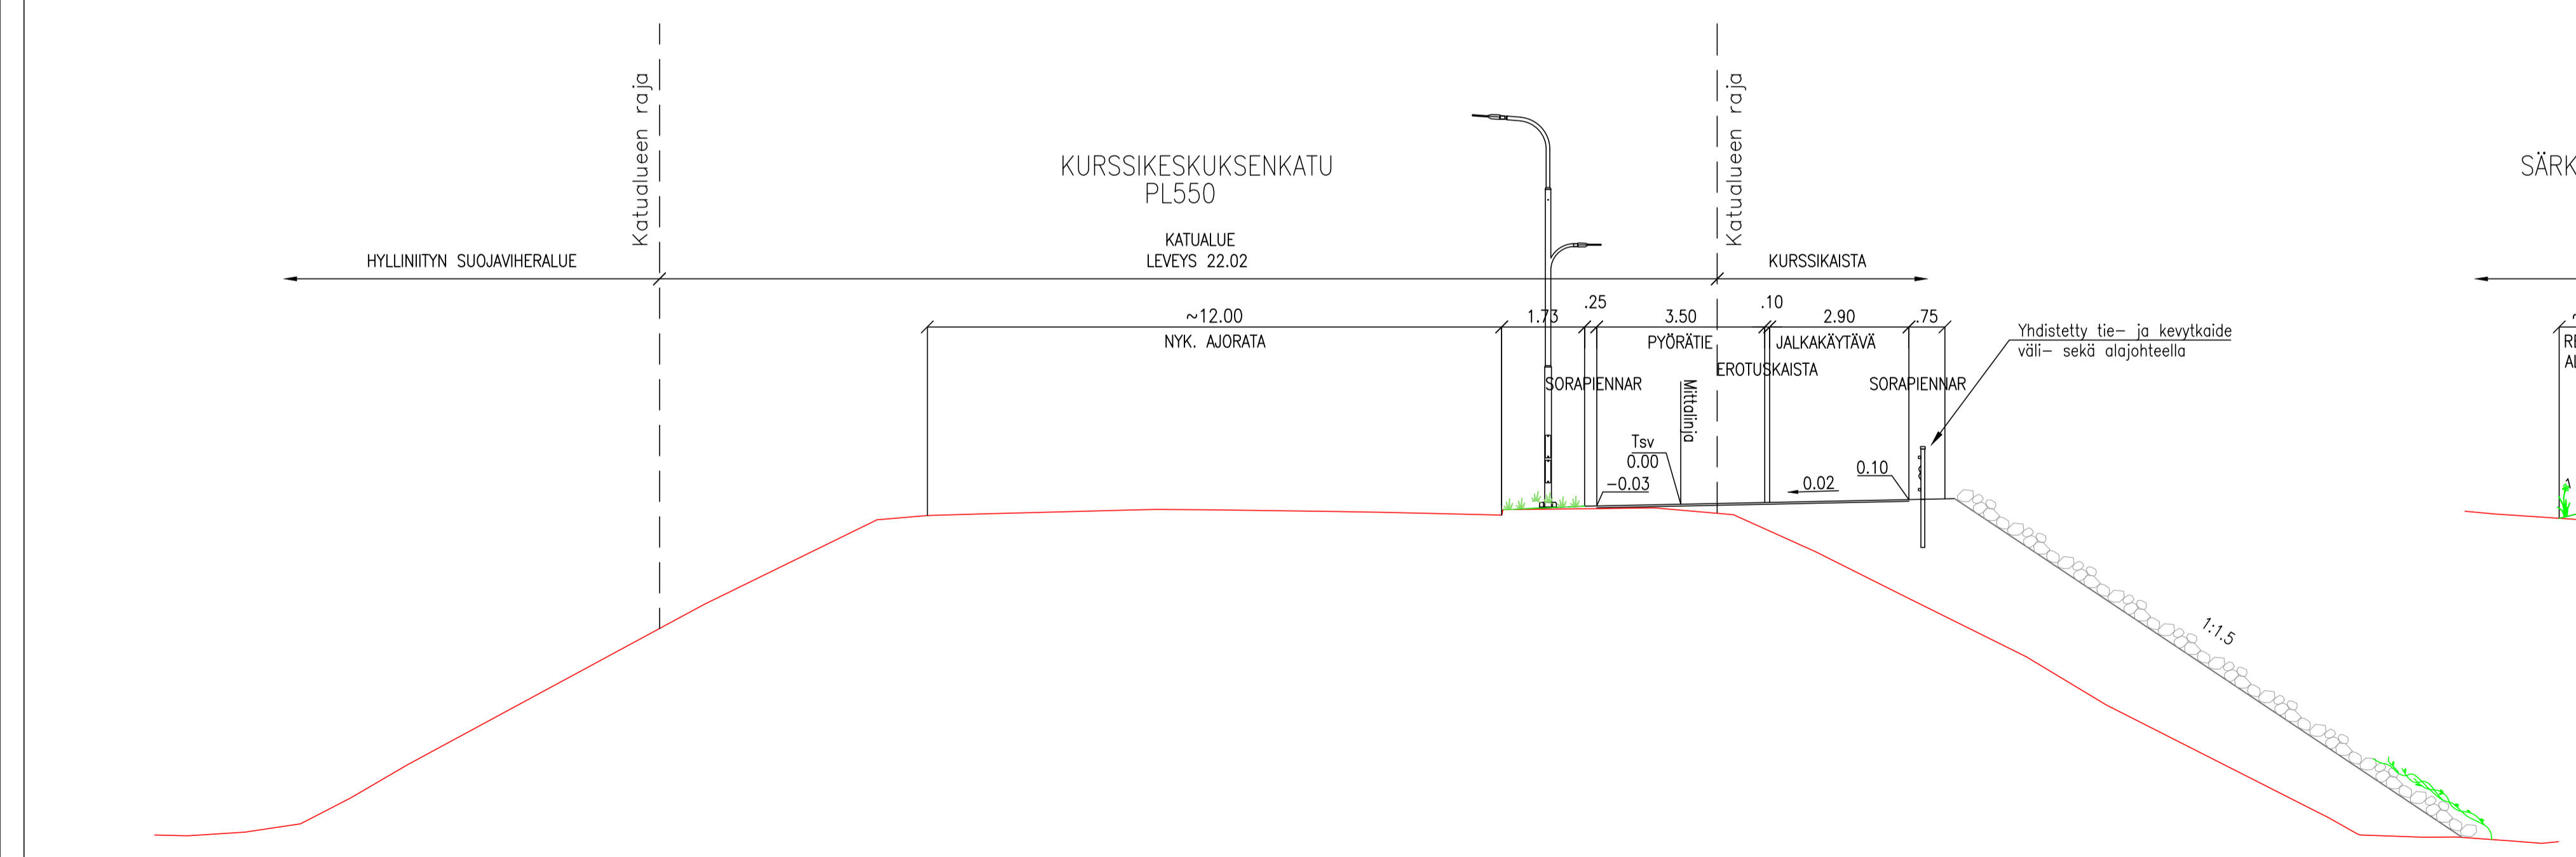 Katualueen raja
Katualueen raja
KURSSIKESKUKSENKATU
PL550
SÄRK
KATUALUE
LEVEYS 22.02
HYLLINIITYN SUOJAVIHERALUE
KURSSIKAISTA
~12.00
1.73
.25
3.50
.10
2.90
.75
NYK. AJORATA
PYÖRÄTIE
JALKAKÄYTÄVÄ
EROTUSKAISTA
SORAPIENNAR
SORAPIENNAR
Yhdistetty tie- ja kevytkaide
väli- sekä alajohteella
Mittalinja
Tsv
0.00
-0.03
0.02
0.10
1:1.5